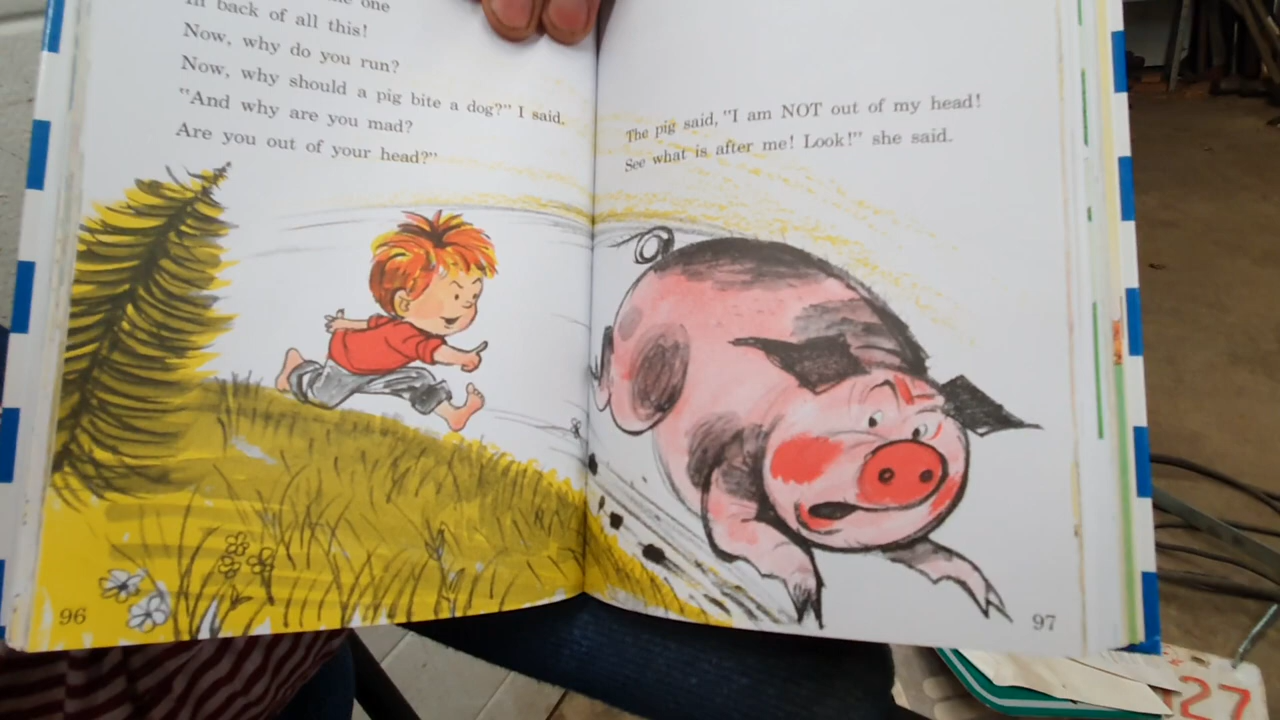 one
In back of all this!
Now, why do you run?
Now, why should a pig bite a dog?" I said.
"And why are you mad?
Are you out of your head?"
96
The pig said, "I am NOT out of my head!
See what is after me! Look!" she said.
97
27